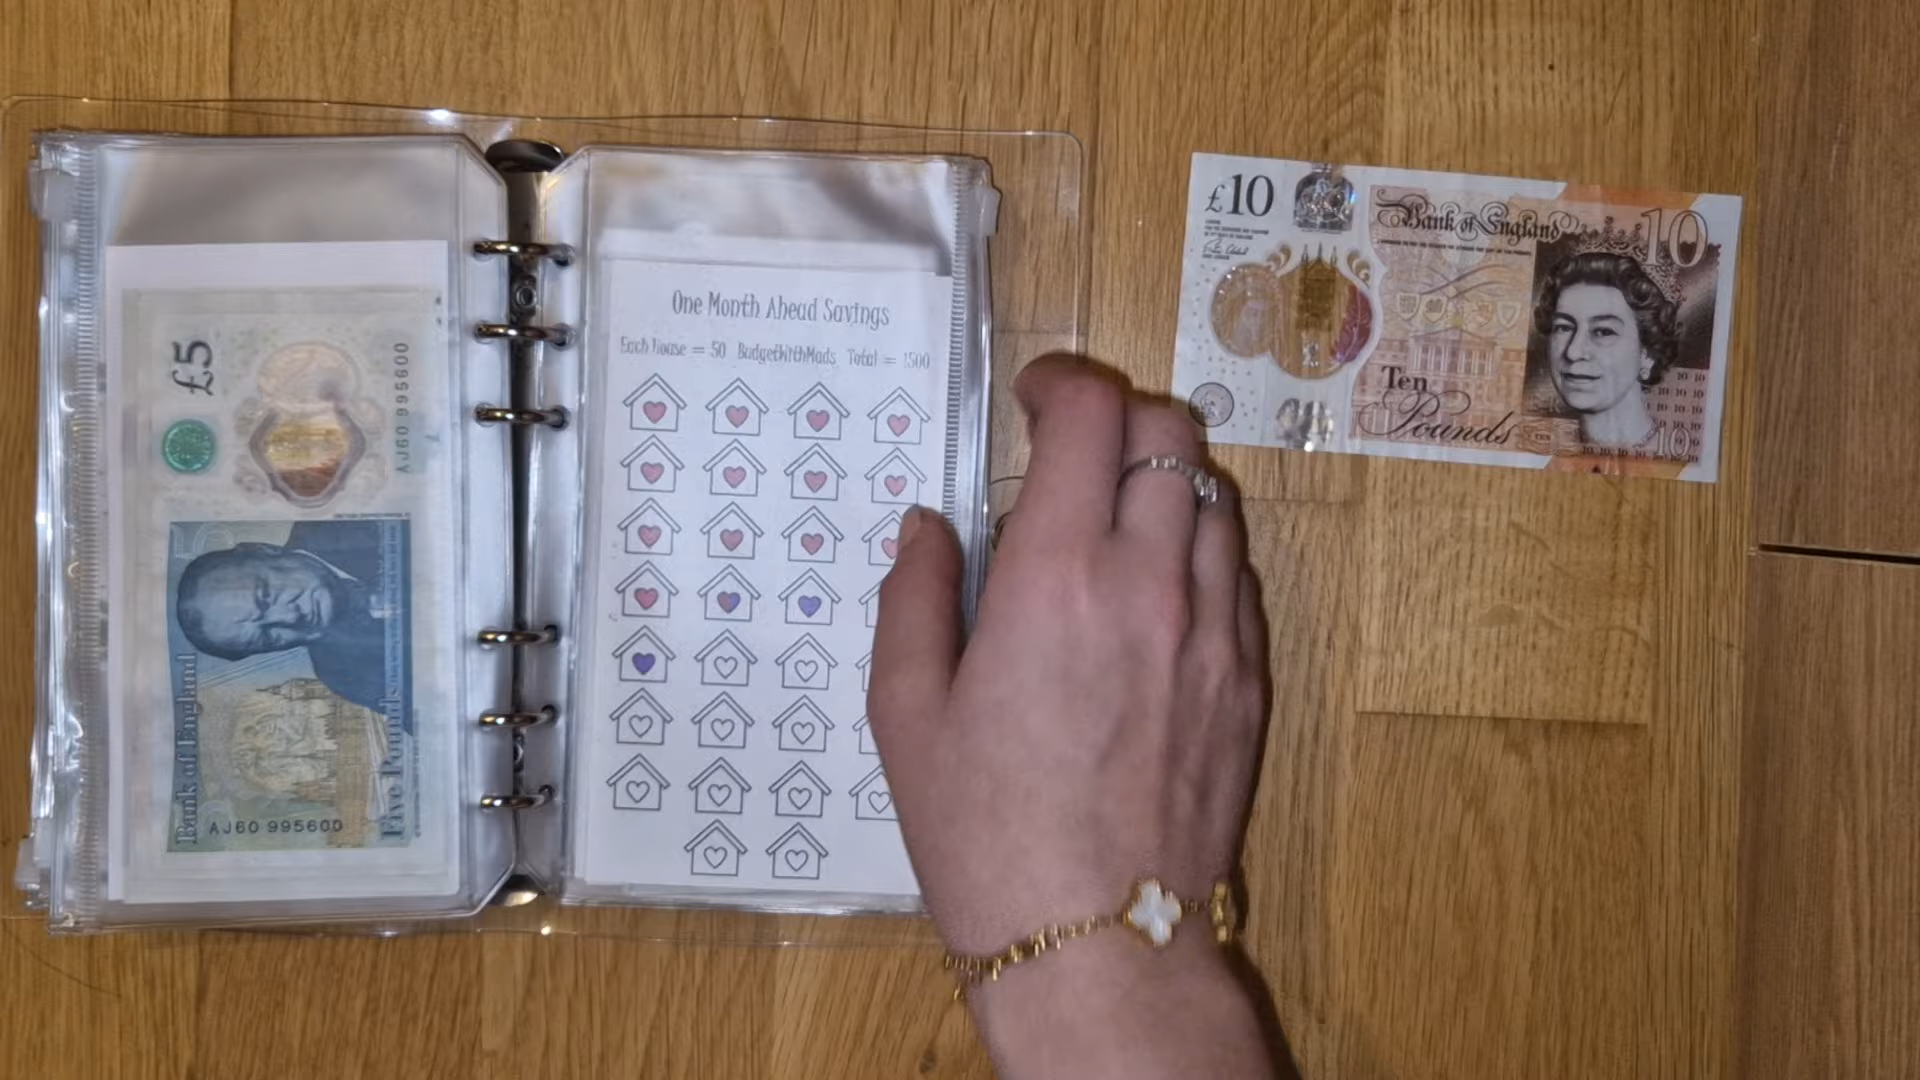 £5
AJ60 995600
Bank of England
AJ60 995600
Five Pounds
One Month Ahead Savings
Each House = 50 BudgetWithMads Total = 1500
£10
Bank of England
10
Ten
Pounds
10